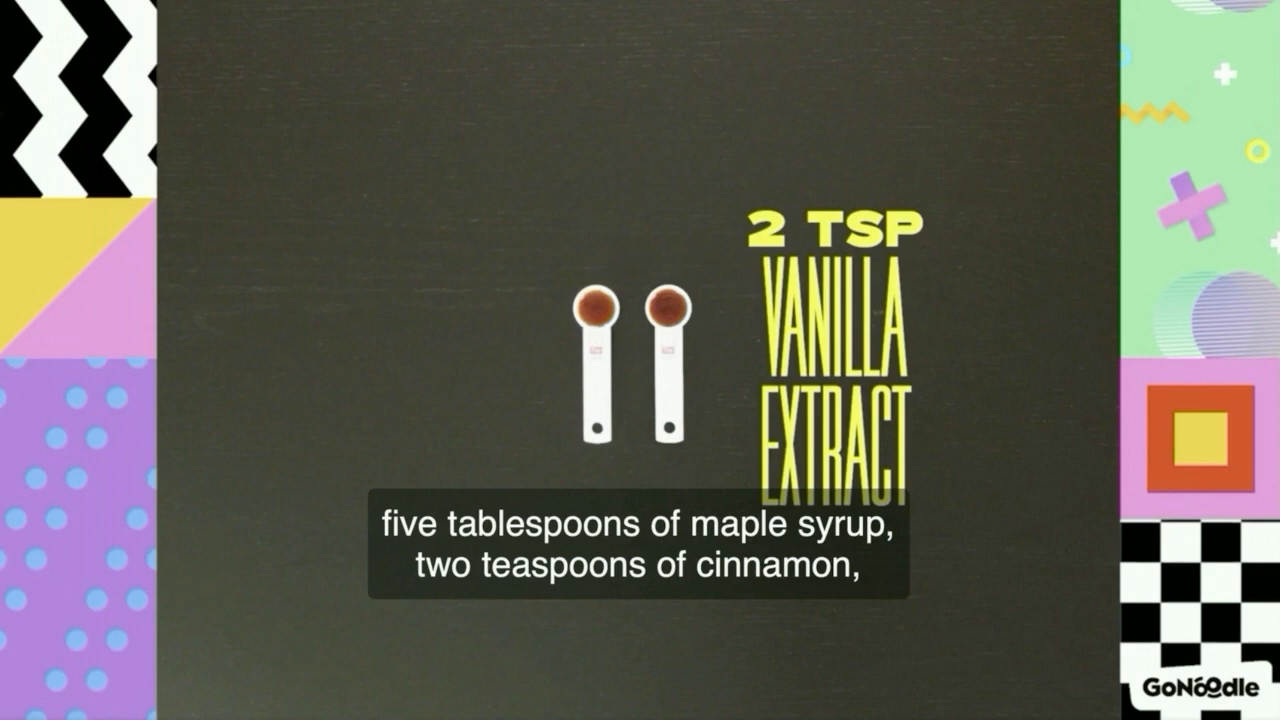 2 TSP
VANILLA
EXTRACT
five tablespoons of maple syrup,
two teaspoons of cinnamon,
GoNoodle